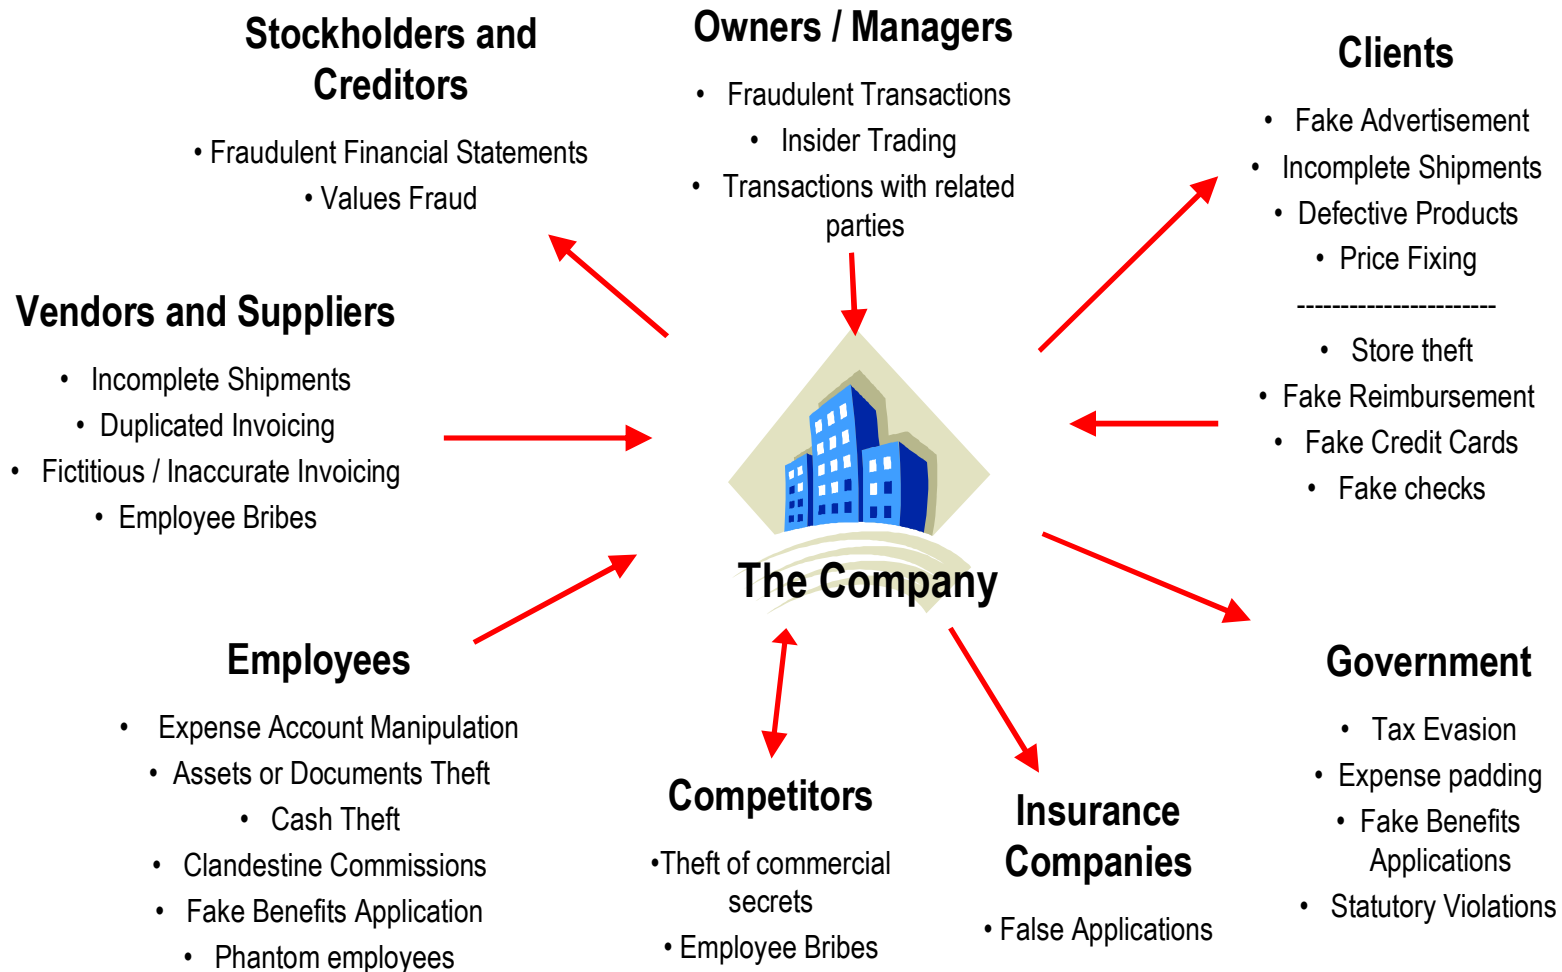 Stockholders and
Creditors
• Fraudulent Financial Statements
• Values Fraud
Owners / Managers
• Fraudulent Transactions
• Insider Trading
• Transactions with related
parties
Clients
• Fake Advertisement
• Incomplete Shipments
• Defective Products
• Price Fixing
-----------------------
• Store theft
• Fake Reimbursement
• Fake Credit Cards
• Fake checks
Vendors and Suppliers
• Incomplete Shipments
• Duplicated Invoicing
• Fictitious / Inaccurate Invoicing
• Employee Bribes
The Company
Employees
• Expense Account Manipulation
• Assets or Documents Theft
• Cash Theft
• Clandestine Commissions
• Fake Benefits Application
• Phantom employees
Competitors
•Theft of commercial
secrets
• Employee Bribes
Insurance
Companies
• False Applications
Government
• Tax Evasion
• Expense padding
• Fake Benefits
Applications
• Statutory Violations